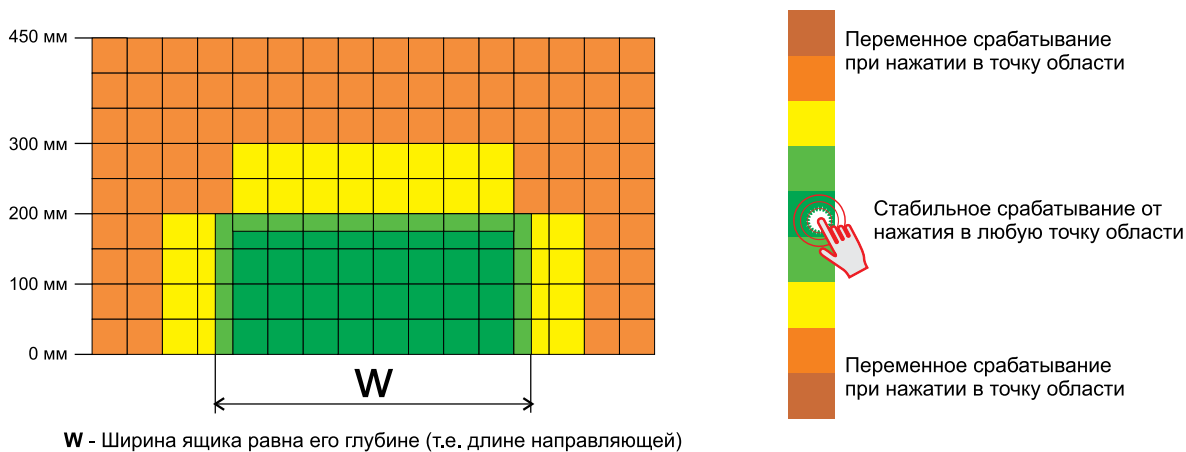 450 мм
300 мм
200 мм
100 мм
0 мм
W
W - Ширина ящика равна его глубине (т.е. длине направляющей)
Переменное срабатывание
при нажатии в точку области
Стабильное срабатывание от
нажатия в любую точку области
Переменное срабатывание
при нажатии в точку области